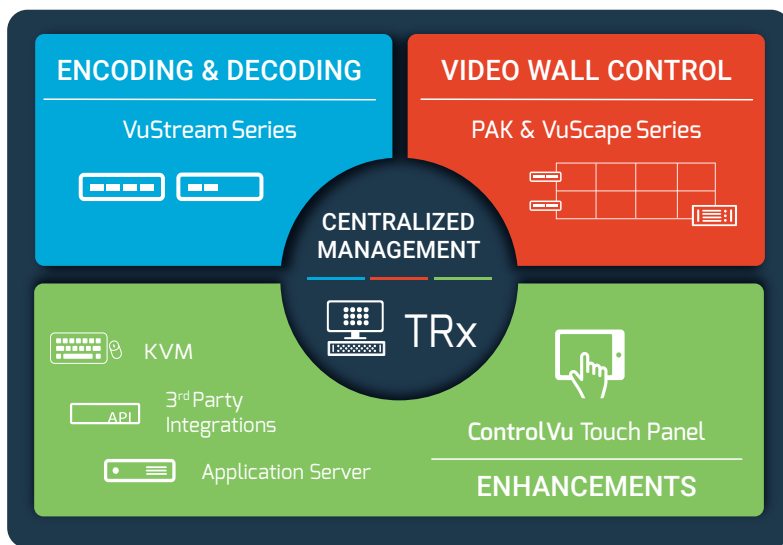 ENCODING & DECODING
VuStream Series
VIDEO WALL CONTROL
PAK & VuScape Series
CENTRALIZED
MANAGEMENT
TRx
KVM
API
3rd Party
Integrations
Application Server
ControlVu Touch Panel
ENHANCEMENTS